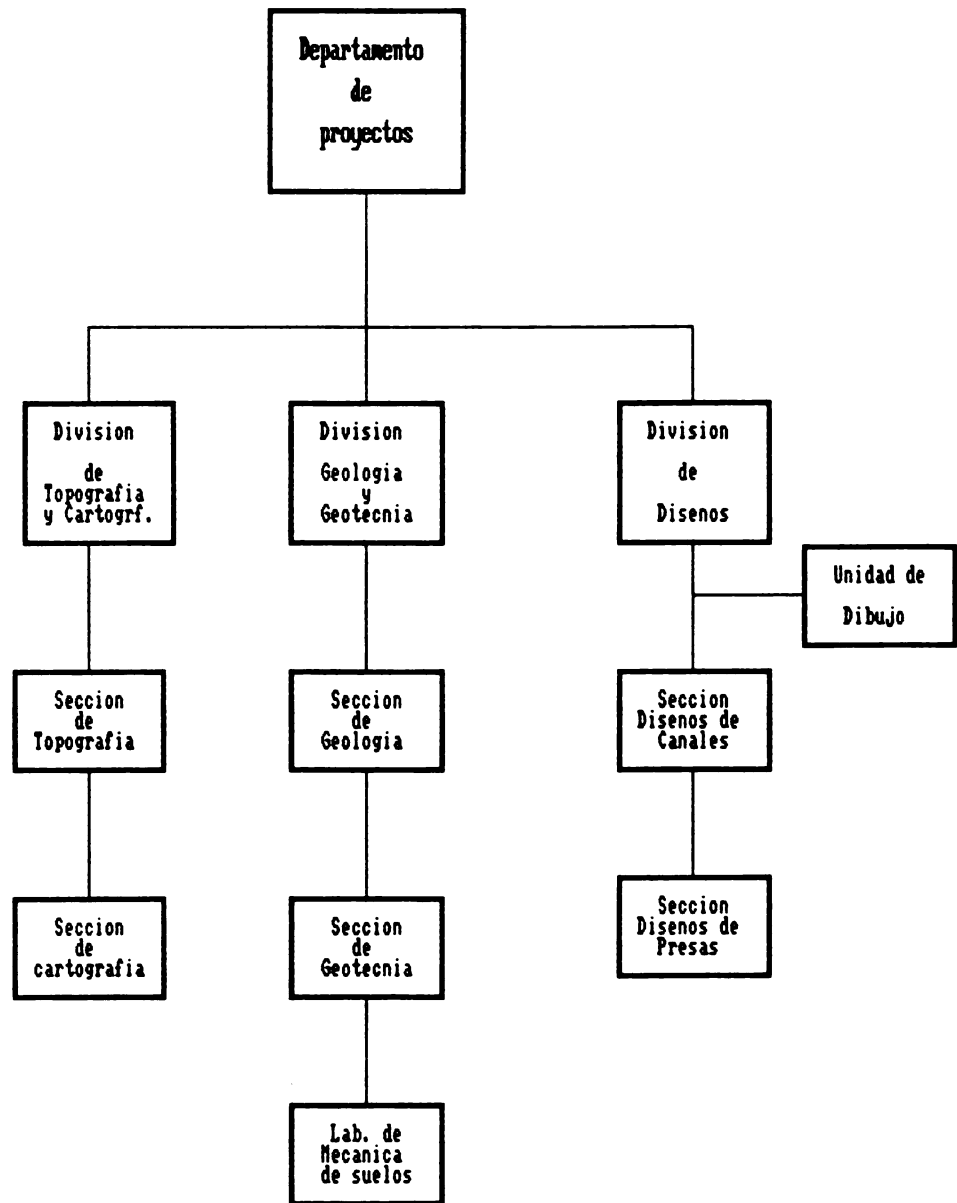 Departamento
de
proyectos
Division
de
Topografia
y Cartogrf.
Division
Geologia
y
Geotecnia
Division
de
Disenos
Unidad de
Dibujo
Seccion
de
Topografia
Seccion
de
Geologia
Seccion
Disenos de
Canales
Seccion
de
cartografia
Seccion
de
Geotecnia
Seccion
Disenos de
Presas
Lab. de
Mecanica
de suelos